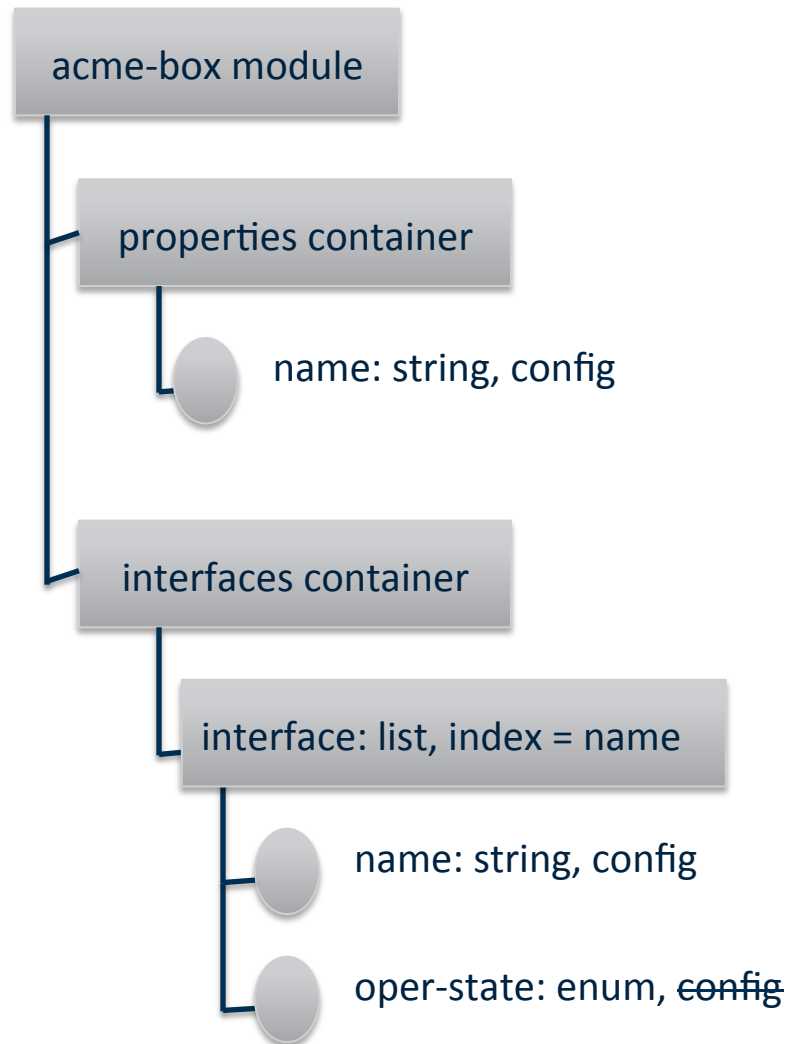 acme-box module
properties container
name: string, config
interfaces container
interface: list, index = name
name: string, config
oper-state: enum, config